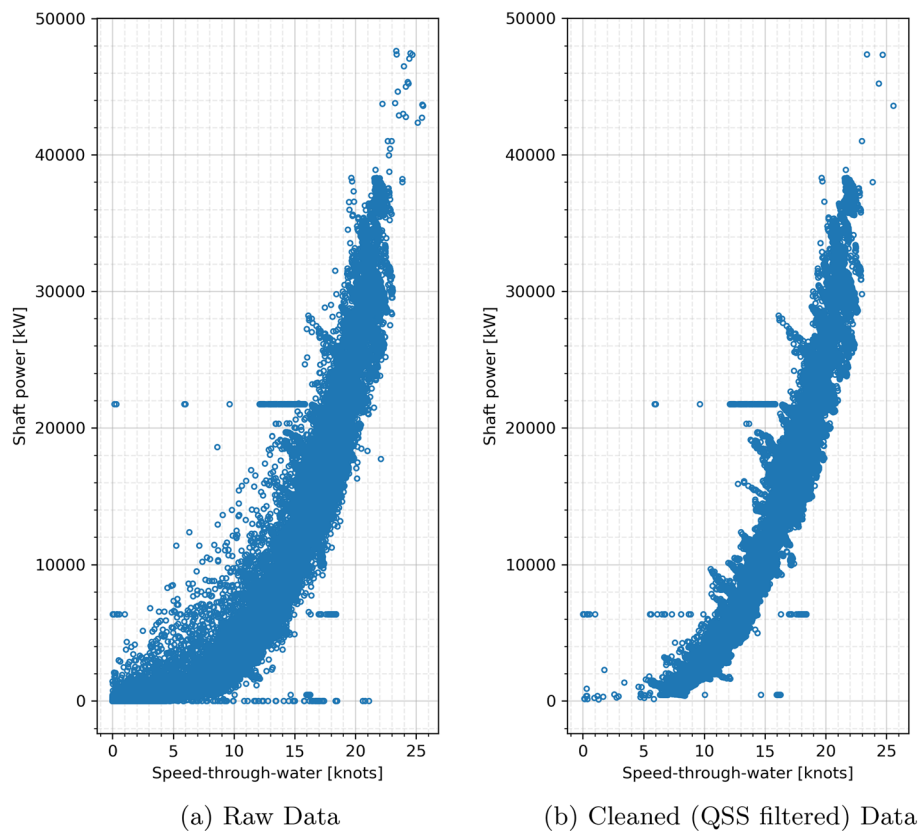 50000
40000
30000
20000
10000
0
Shaft power [kW]
0 5 10 15 20 25
Speed-through-water [knots]
(a) Raw Data
50000
40000
30000
20000
10000
0
Shaft power [kW]
0 5 10 15 20 25
Speed-through-water [knots]
(b) Cleaned (QSS filtered) Data